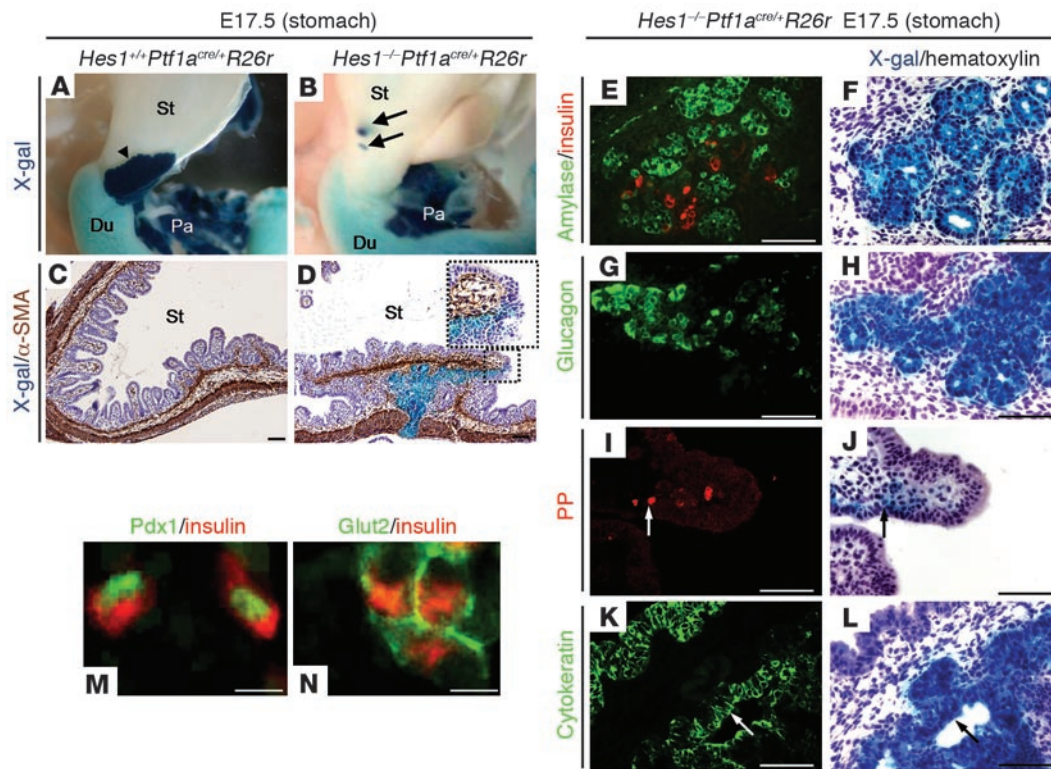 E17.5 (stomach)
Hes1+/+Ptf1acre/+R26r
Hes1−/−Ptf1acre/+R26r
X-gal
A
St
Du
Pa
B
St
Pa
Du
X-gal/α-SMA
C
St
D
St
Pdx1/insulin
Glut2/insulin
M
N
Hes1−/−Ptf1acre/+R26r E17.5 (stomach)
X-gal/hematoxylin
Amylase/insulin
E
F
Glucagon
G
H
PP
I
J
Cytokeratin
K
L